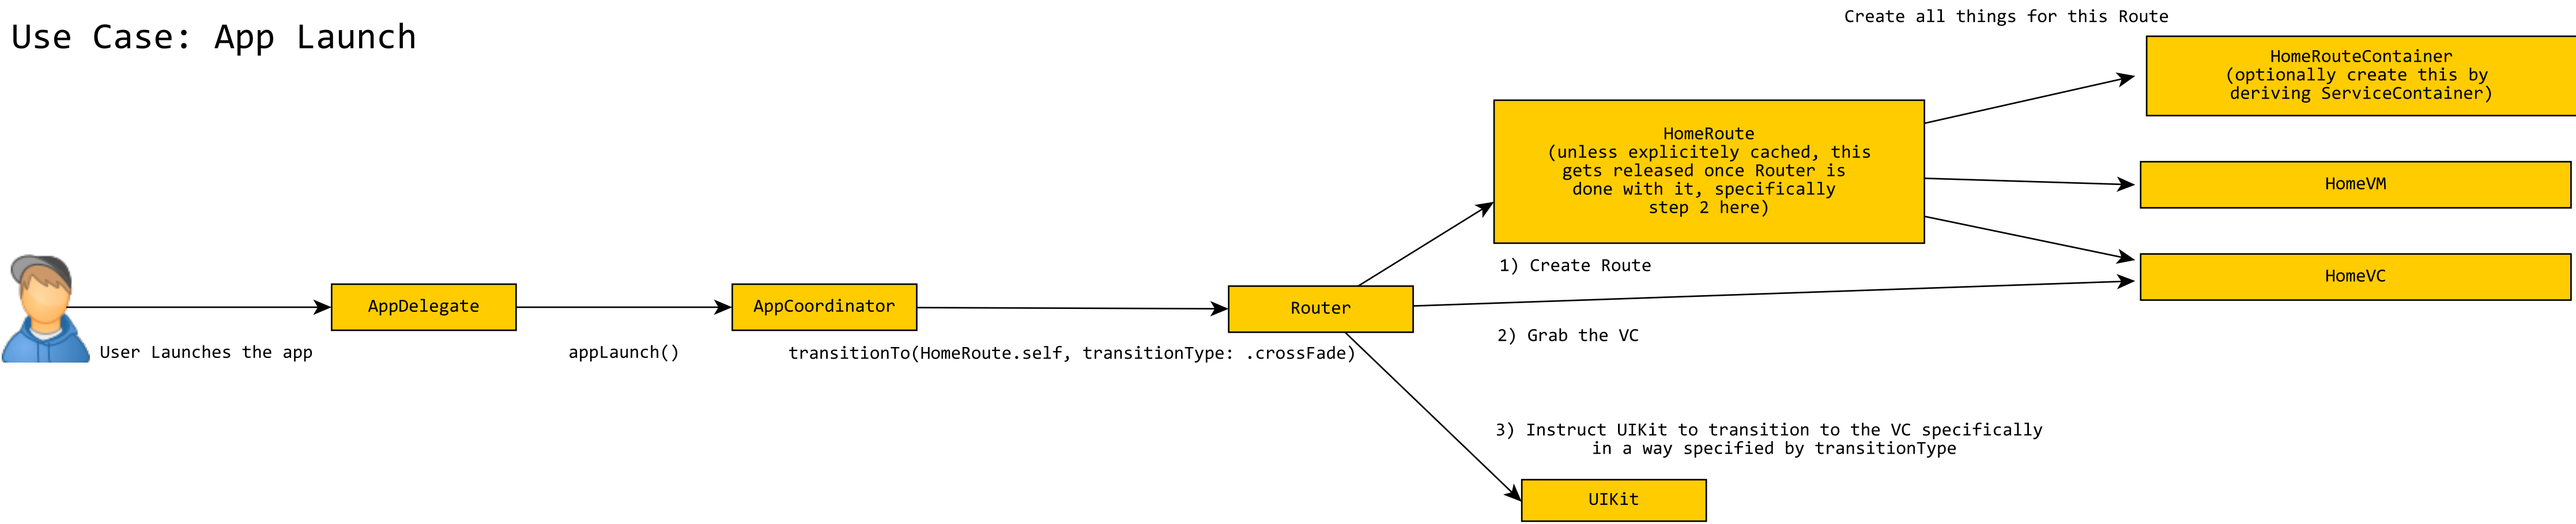 Use Case: App Launch
Create all things for this Route
HomeRouteContainer
(optionally create this by
deriving ServiceContainer)
HomeRoute
(unless explicitely cached, this
gets released once Router is
done with it, specifically
step 2 here)
HomeVM
1) Create Route
HomeVC
AppDelegate
AppCoordinator
Router
2) Grab the VC
User Launches the app
appLaunch()
transitionTo(HomeRoute.self, transitionType: .crossFade)
3) Instruct UIKit to transition to the VC specifically
in a way specified by transitionType
UIKit